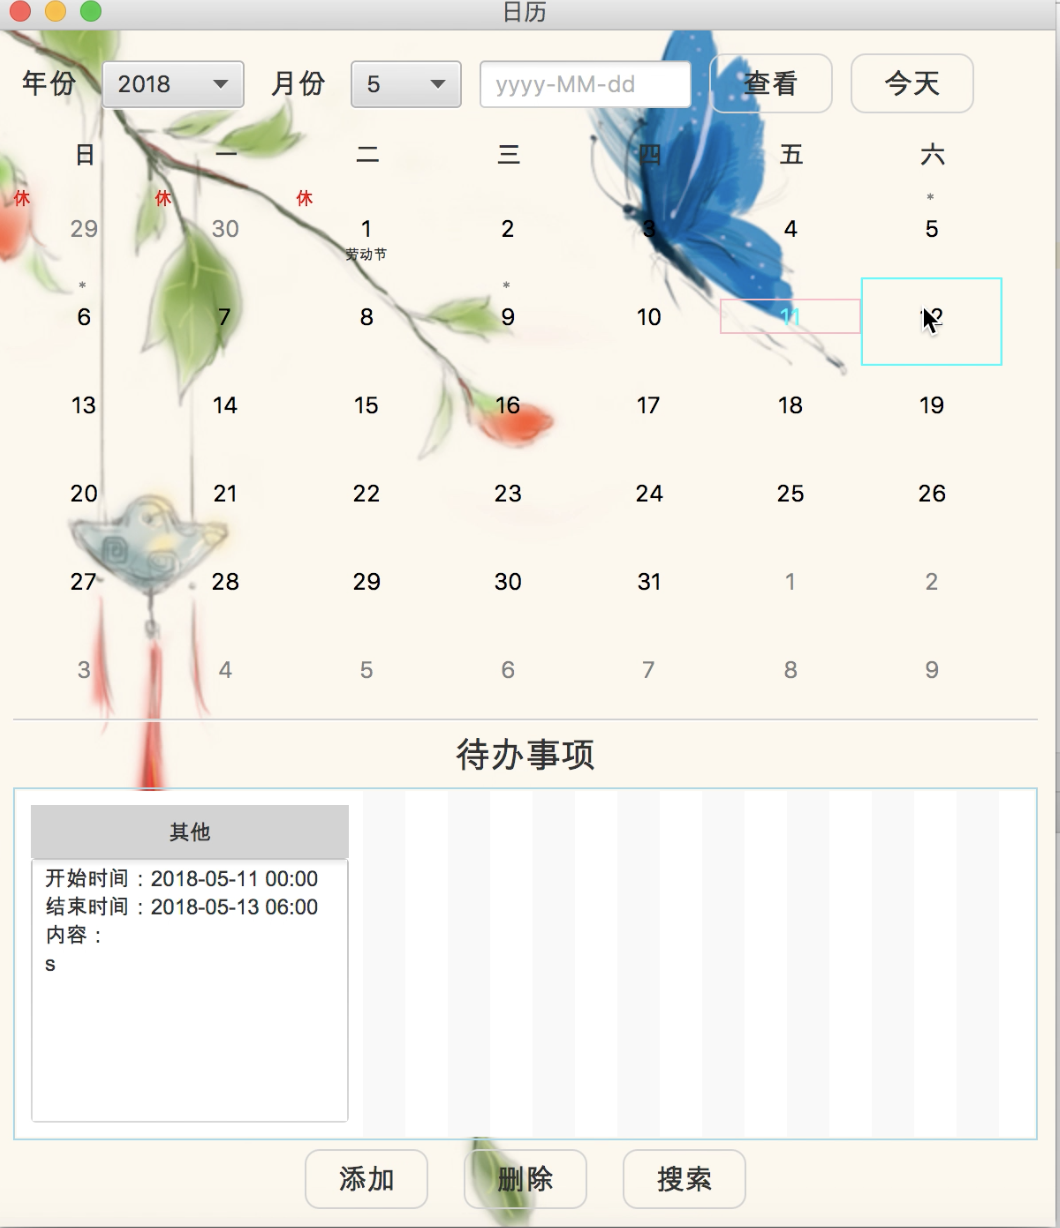 日历
年份 2018 月份 5 yyyy-MM-dd 查看 今天
日 一 二 三 四 五 六
休 休 休 *
29 30 1 2 3 4 5
劳动节
* *
6 7 8 9 10 11 12
13 14 15 16 17 18 19
20 21 22 23 24 25 26
27 28 29 30 31 1 2
3 4 5 6 7 8 9
待办事项
其他
开始时间：2018-05-11 00:00
结束时间：2018-05-13 06:00
内容：
s
添加 删除 搜索